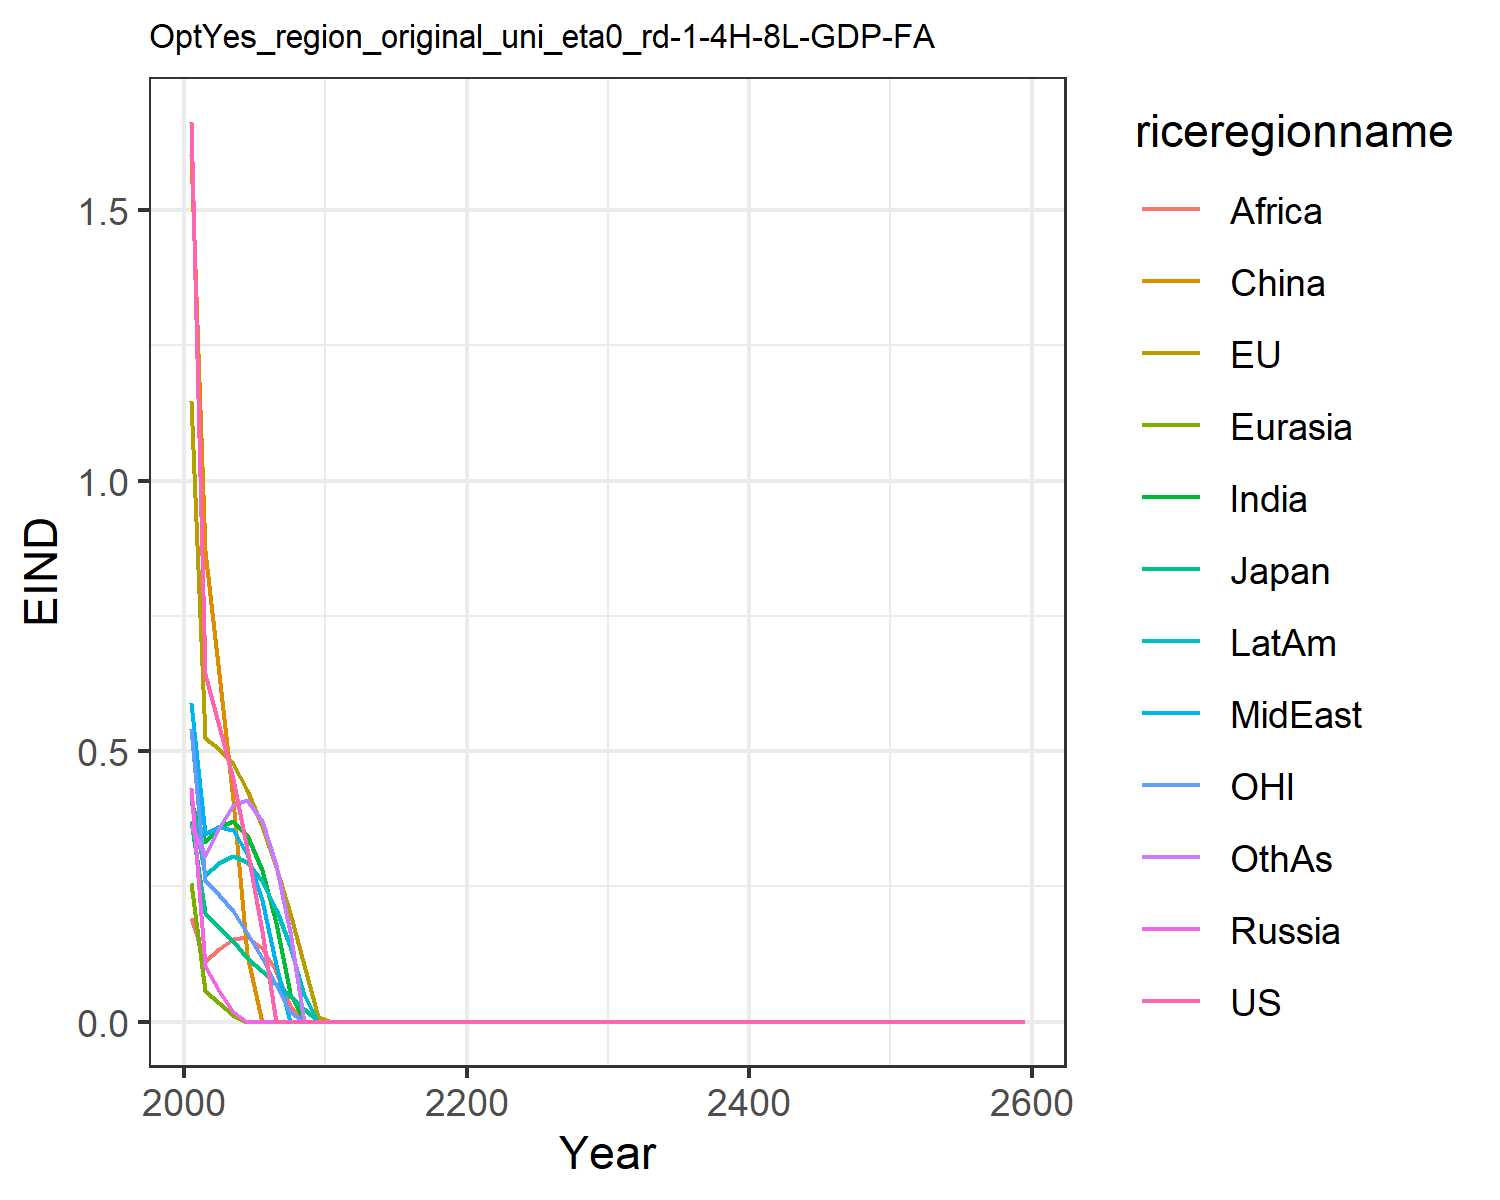 OptYes_region_original_uni_eta0_rd-1-4H-8L-GDP-FA
1.5
1.0
0.5
0.0
EIND
2000
2200
2400
2600
Year
riceregionname
Africa
China
EU
Eurasia
India
Japan
LatAm
MidEast
OHI
OthAs
Russia
US